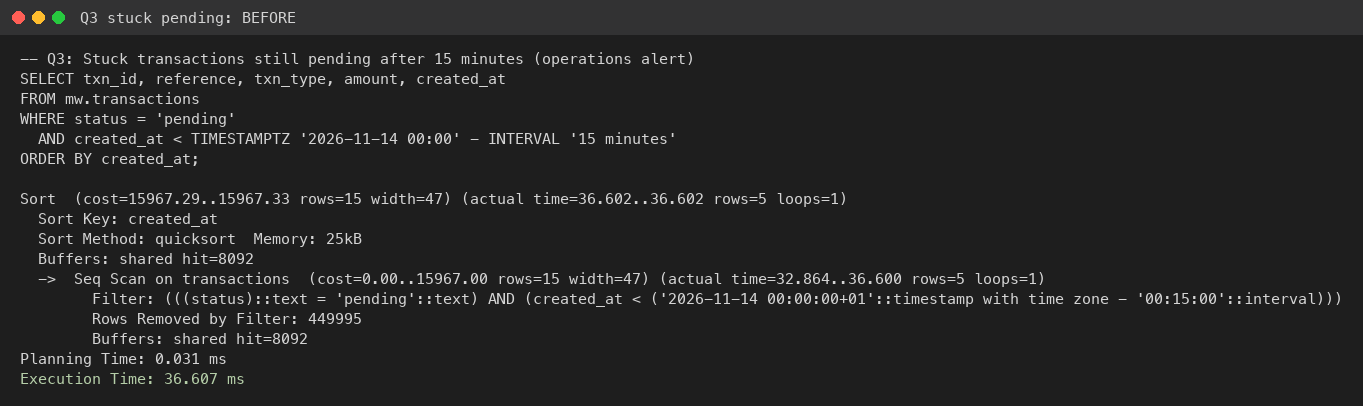 Q3 stuck pending: BEFORE
-- Q3: Stuck transactions still pending after 15 minutes (operations alert)
SELECT txn_id, reference, txn_type, amount, created_at
FROM mw.transactions
WHERE status = 'pending'
  AND created_at < TIMESTAMPTZ '2026-11-14 00:00' - INTERVAL '15 minutes'
ORDER BY created_at;

Sort  (cost=15967.29..15967.33 rows=15 width=47) (actual time=36.602..36.602 rows=5 loops=1)
  Sort Key: created_at
  Sort Method: quicksort  Memory: 25kB
  Buffers: shared hit=8092
  ->  Seq Scan on transactions  (cost=0.00..15967.00 rows=15 width=47) (actual time=32.864..36.600 rows=5 loops=1)
        Filter: (((status)::text = 'pending'::text) AND (created_at < ('2026-11-14 00:00:00+01'::timestamp with time zone - '00:15:00'::interval)))
        Rows Removed by Filter: 449995
        Buffers: shared hit=8092
Planning Time: 0.031 ms
Execution Time: 36.607 ms